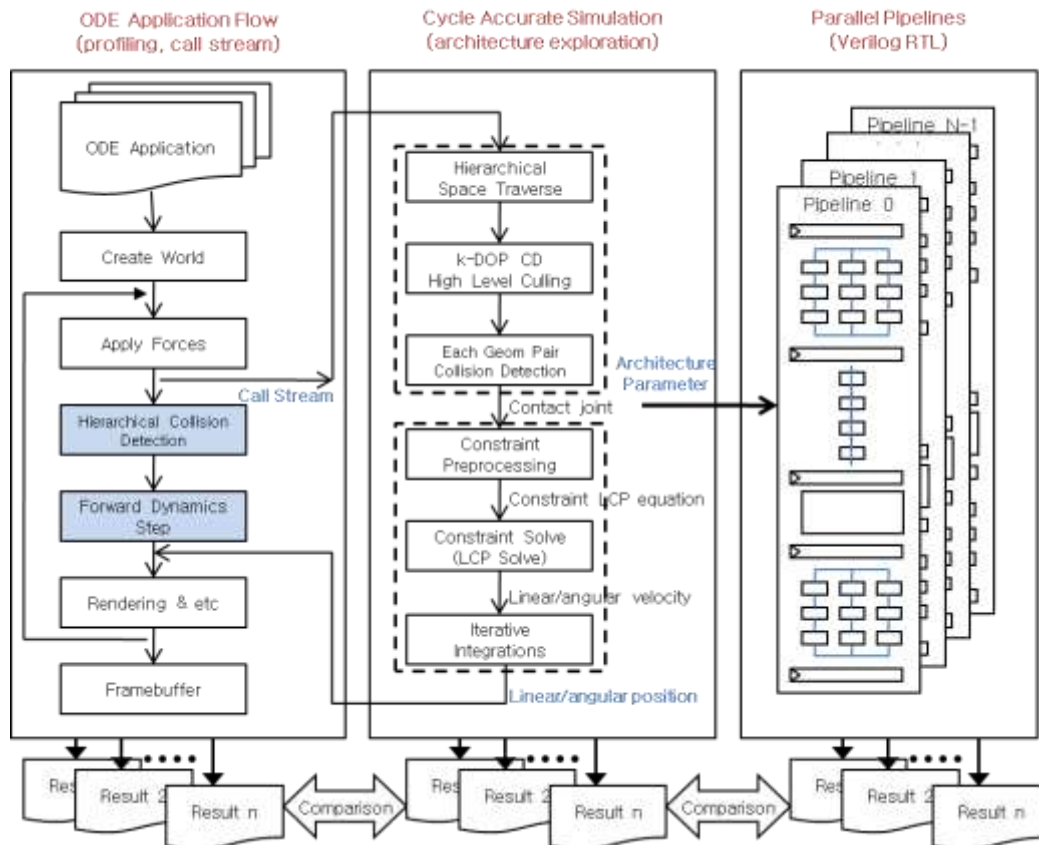 ODE Application Flow
(profiling, call stream)
Cycle Accurate Simulation
(architecture exploration)
Parallel Pipelines
(Verilog RTL)
ODE Application
Create World
Apply Forces
Call Stream
Hierarchical Collision
Detection
Forward Dynamics
Step
Rendering & etc
Framebuffer
Hierarchical
Space Traverse
k-DOP CD
High Level Culling
Each Geom Pair
Collision Detection
Contact joint
Constraint
Preprocessing
Constraint LCP equation
Constraint Solve
(LCP Solve)
Linear/angular velocity
Iterative
Integrations
Linear/angular position
Architecture
Parameter
Pipeline N-1
Pipeline 1
Pipeline 0
Res
Result 2
Result n
Comparison
Res
Result 2
Result n
Comparison
Res
Result 2
Result n